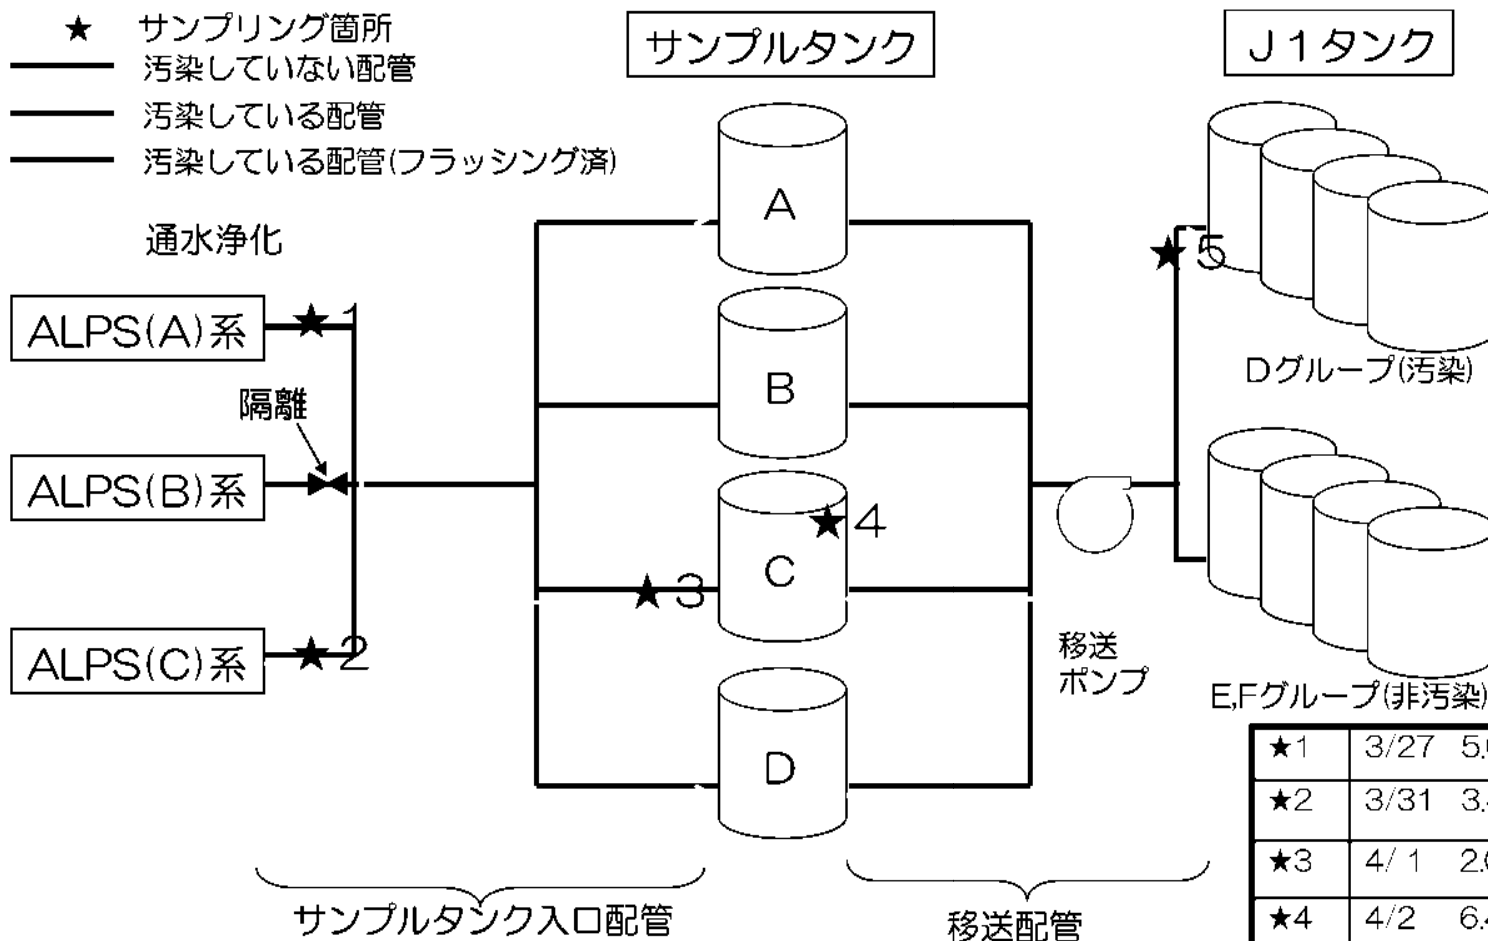 ★ サンプリング箇所
汚染していない配管
汚染している配管
汚染している配管(フラッシング済)
サンプルタンク
J1タンク
通水浄化
ALPS(A)系
★1
隔離
ALPS(B)系
ALPS(C)系
★2
A
B
C
D
★3
★4
★5
Dグループ(汚染)
移送
ポンプ
E,Fグループ(非汚染)
サンプルタンク入口配管
移送配管
★1 3/27
★2 3/31
★3 4/ 1
★4 4/2